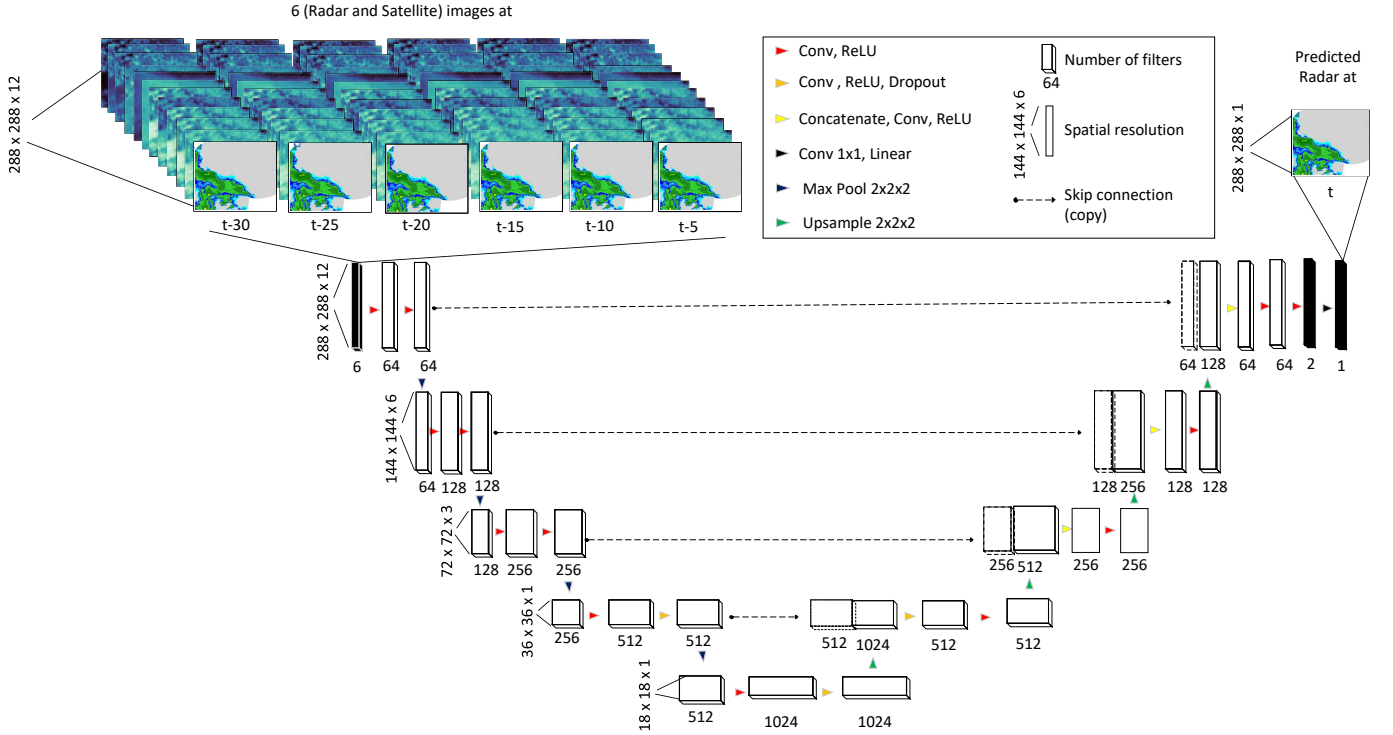 6 (Radar and Satellite) images at
288 x 288 x 12
t-30
t-25
t-20
t-15
t-10
t-5
Conv, ReLU
Conv , ReLU, Dropout
Concatenate, Conv, ReLU
Conv 1x1, Linear
Max Pool 2x2x2
Upsample 2x2x2
Number of filters
64
144 x 144 x 6
Spatial resolution
Skip connection
(copy)
Predicted
Radar at
288 x 288 x 1
t
288 x 288 x 12
6
64
64
64
128
64
64
2
1
144 x 144 x 6
64
128
128
128
256
128
128
72 x 72 x 3
128
256
256
256
512
256
256
36 x 36 x 1
256
512
512
512
1024
512
512
18 x 18 x 1
512
1024
1024